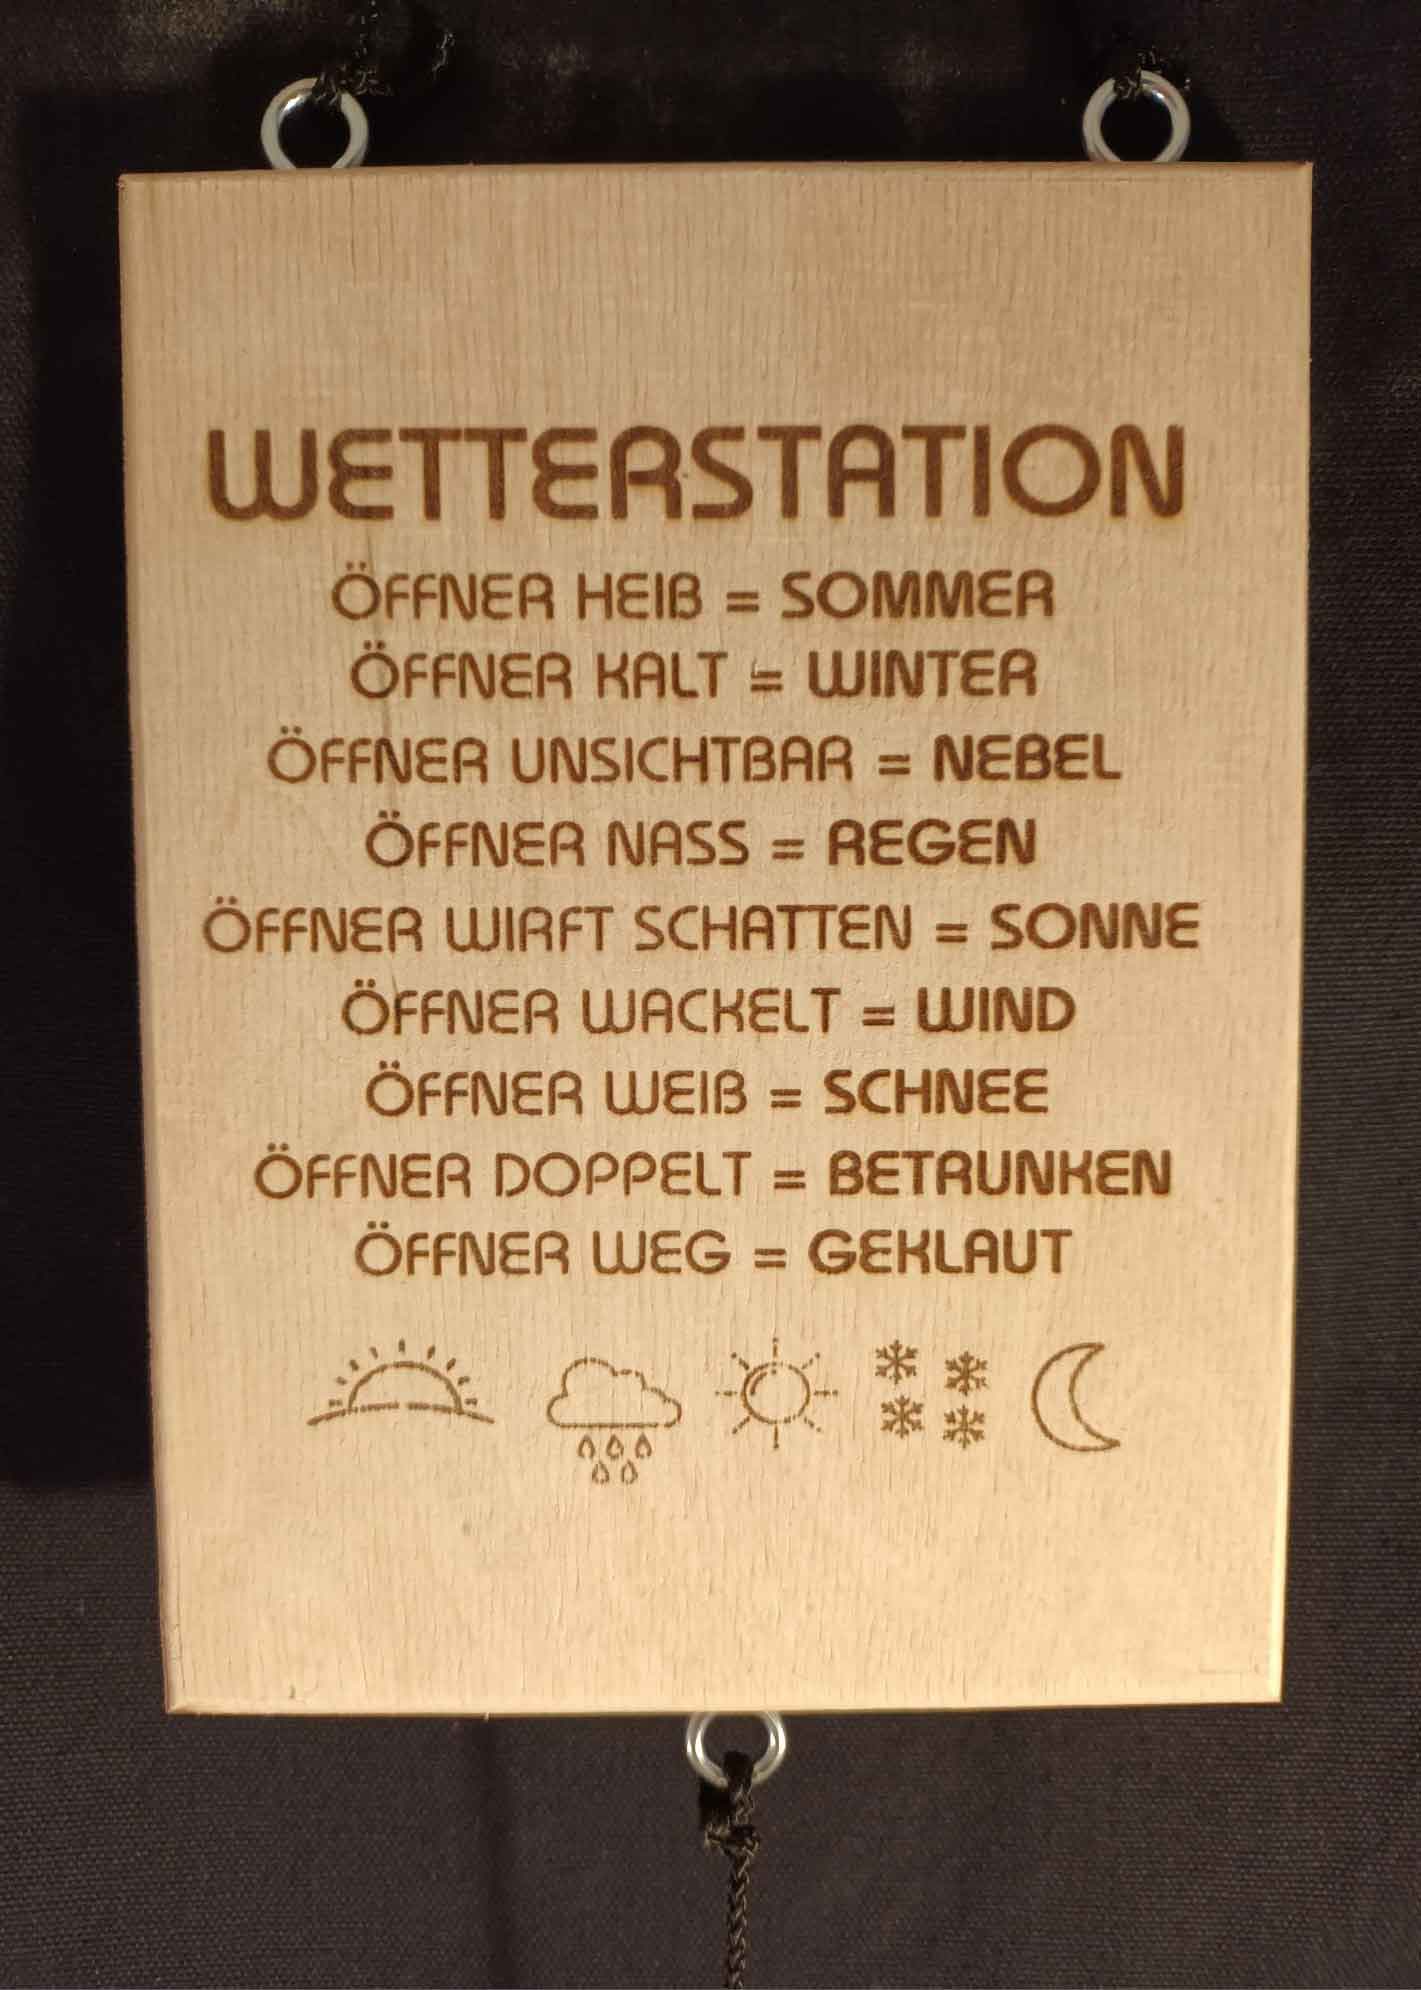 WETTERSTATION
ÖFFNER HEIß = SOMMER
ÖFFNER KALT = WINTER
ÖFFNER UNSICHTBAR = NEBEL
ÖFFNER NASS = REGEN
ÖFFNER WIRFT SCHATTEN = SONNE
ÖFFNER WACKELT = WIND
ÖFFNER WEIß = SCHNEE
ÖFFNER DOPPELT = BETRUNKEN
ÖFFNER WEG = GEKLAUT